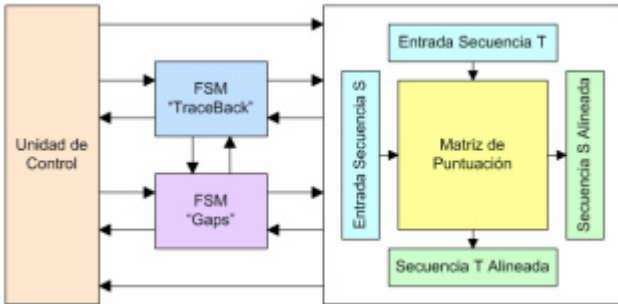 Unidad de
Control
FSM
“TraceBack”
FSM
“Gaps”
Entrada Secuencia T
Entrada Secuencia S
Matriz de
Puntuación
Secuencia S Alineada
Secuencia T Alineada